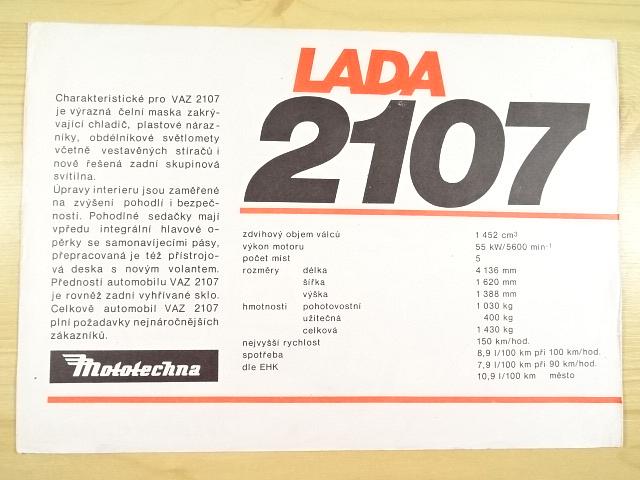 LADA
2107
Charakteristické pro VAZ 2107
je výrazná čelní maska zakrý-
vající chladič, plastové náraz-
níky, obdélníkové světlomety
včetně vestavěných stíračů i
nově řešená zadní skupinová
svítilna.
Úpravy interieru jsou zaměřené
na zvýšení pohodlí i bezpeč-
nosti. Pohodlné sedačky mají
vpředu integrální hlavové o-
pěrky se samonavíjecími pásy,
přepracovaná je též přístrojo-
vá deska s novým volantem.
Předností automobilu VAZ 2107
je rovněž zadní vyhřívané sklo.
Celkově automobil VAZ 2107
plní požadavky nejnáročnějších
zákazníků.
Mototechna
zdvihový objem válců 1 452 cm³
výkon motoru 55 kW/5600 min-¹
počet míst 5
rozměry délka 4 136 mm
šířka 1 620 mm
výška 1 388 mm
hmotnosti pohotovostní 1 030 kg
užitečná 400 kg
celková 1 430 kg
nejvyšší rychlost 150 km/hod.
spotřeba 8,9 l/100 km při 100 km/hod.
dle EHK 7,9 l/100 km při 90 km/hod.
10,9 l/100 km město